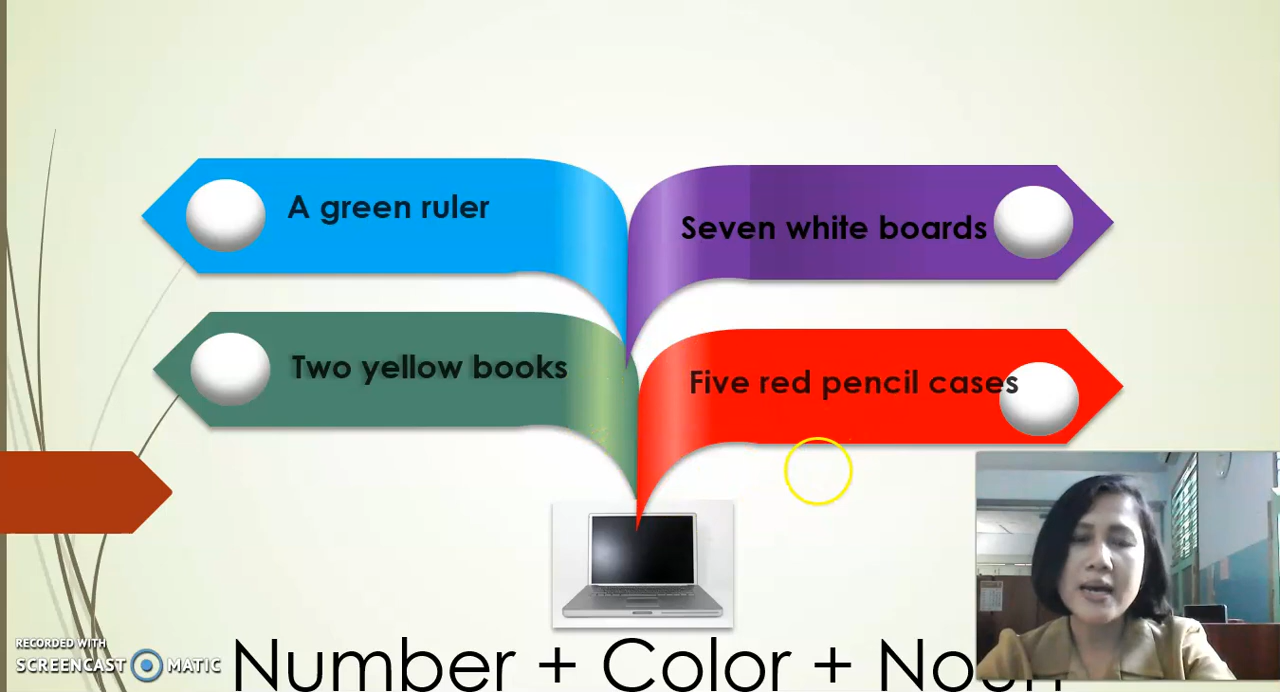 A green ruler
Seven white boards
Two yellow books
Five red pencil cases
Number + Color + Noun
RECORDED WITH
SCREENCAST MATIC